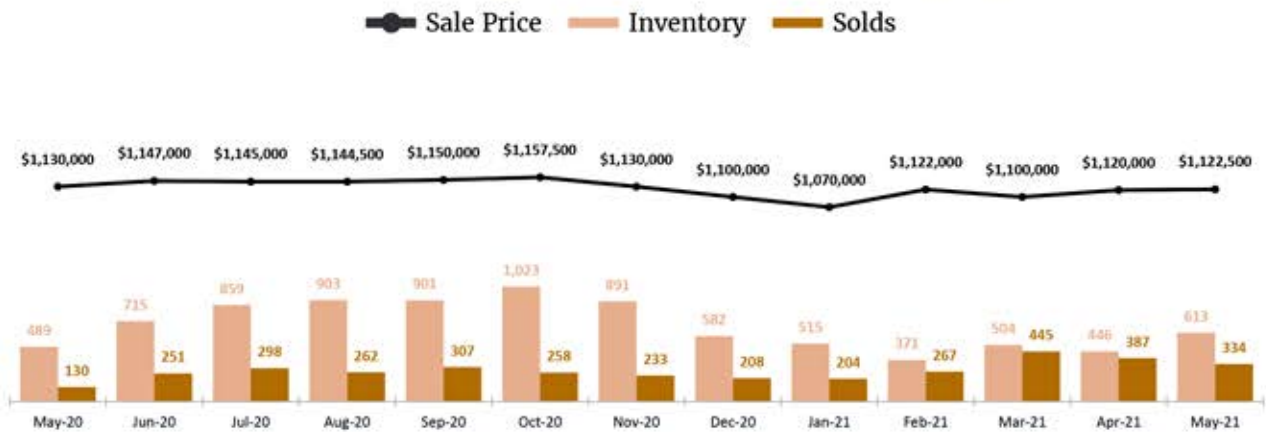 Sale Price Inventory Solds
$1,130,000 $1,147,000 $1,145,000 $1,144,500 $1,150,000 $1,157,500 $1,130,000 $1,100,000 $1,070,000 $1,122,000 $1,100,000 $1,120,000 $1,122,500
489 715 859 903 901 1,023 891 582 515 371 504 446 613
130 251 298 262 307 258 233 208 204 267 445 387 334
May-20 Jun-20 Jul-20 Aug-20 Sep-20 Oct-20 Nov-20 Dec-20 Jan-21 Feb-21 Mar-21 Apr-21 May-21